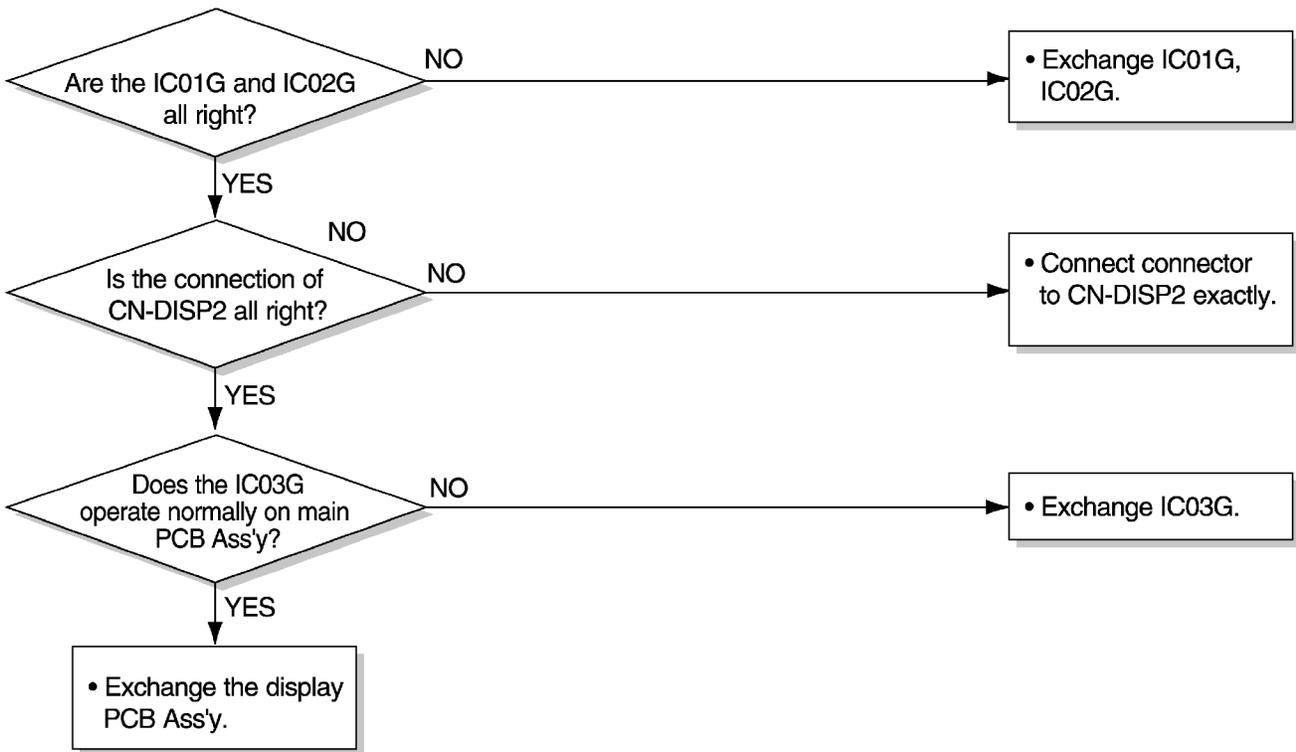 Are the IC01G and IC02G
all right?
NO
• Exchange IC01G,
IC02G.
YES
NO
Is the connection of
CN-DISP2 all right?
NO
• Connect connector
to CN-DISP2 exactly.
YES
Does the IC03G
operate normally on main
PCB Ass'y?
NO
• Exchange IC03G.
YES
• Exchange the display
PCB Ass'y.